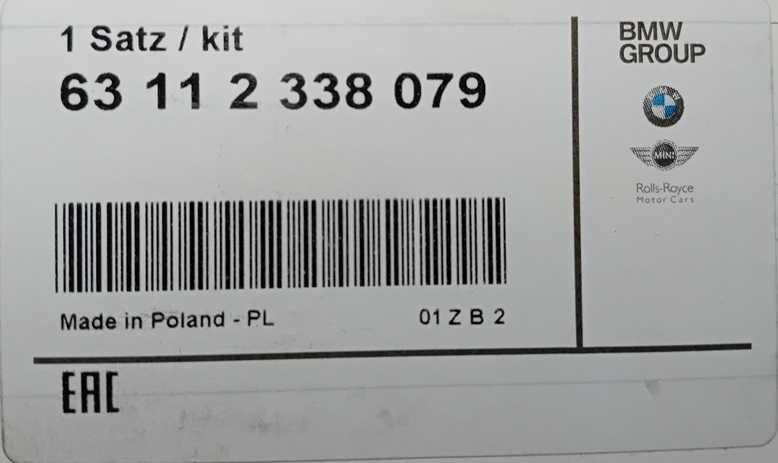 1 Satz / kit
63 11 2 338 079
Made in Poland - PL
01 Z B 2
EAC
BMW
GROUP
BMW
MINI
Rolls-Royce
Motor Cars